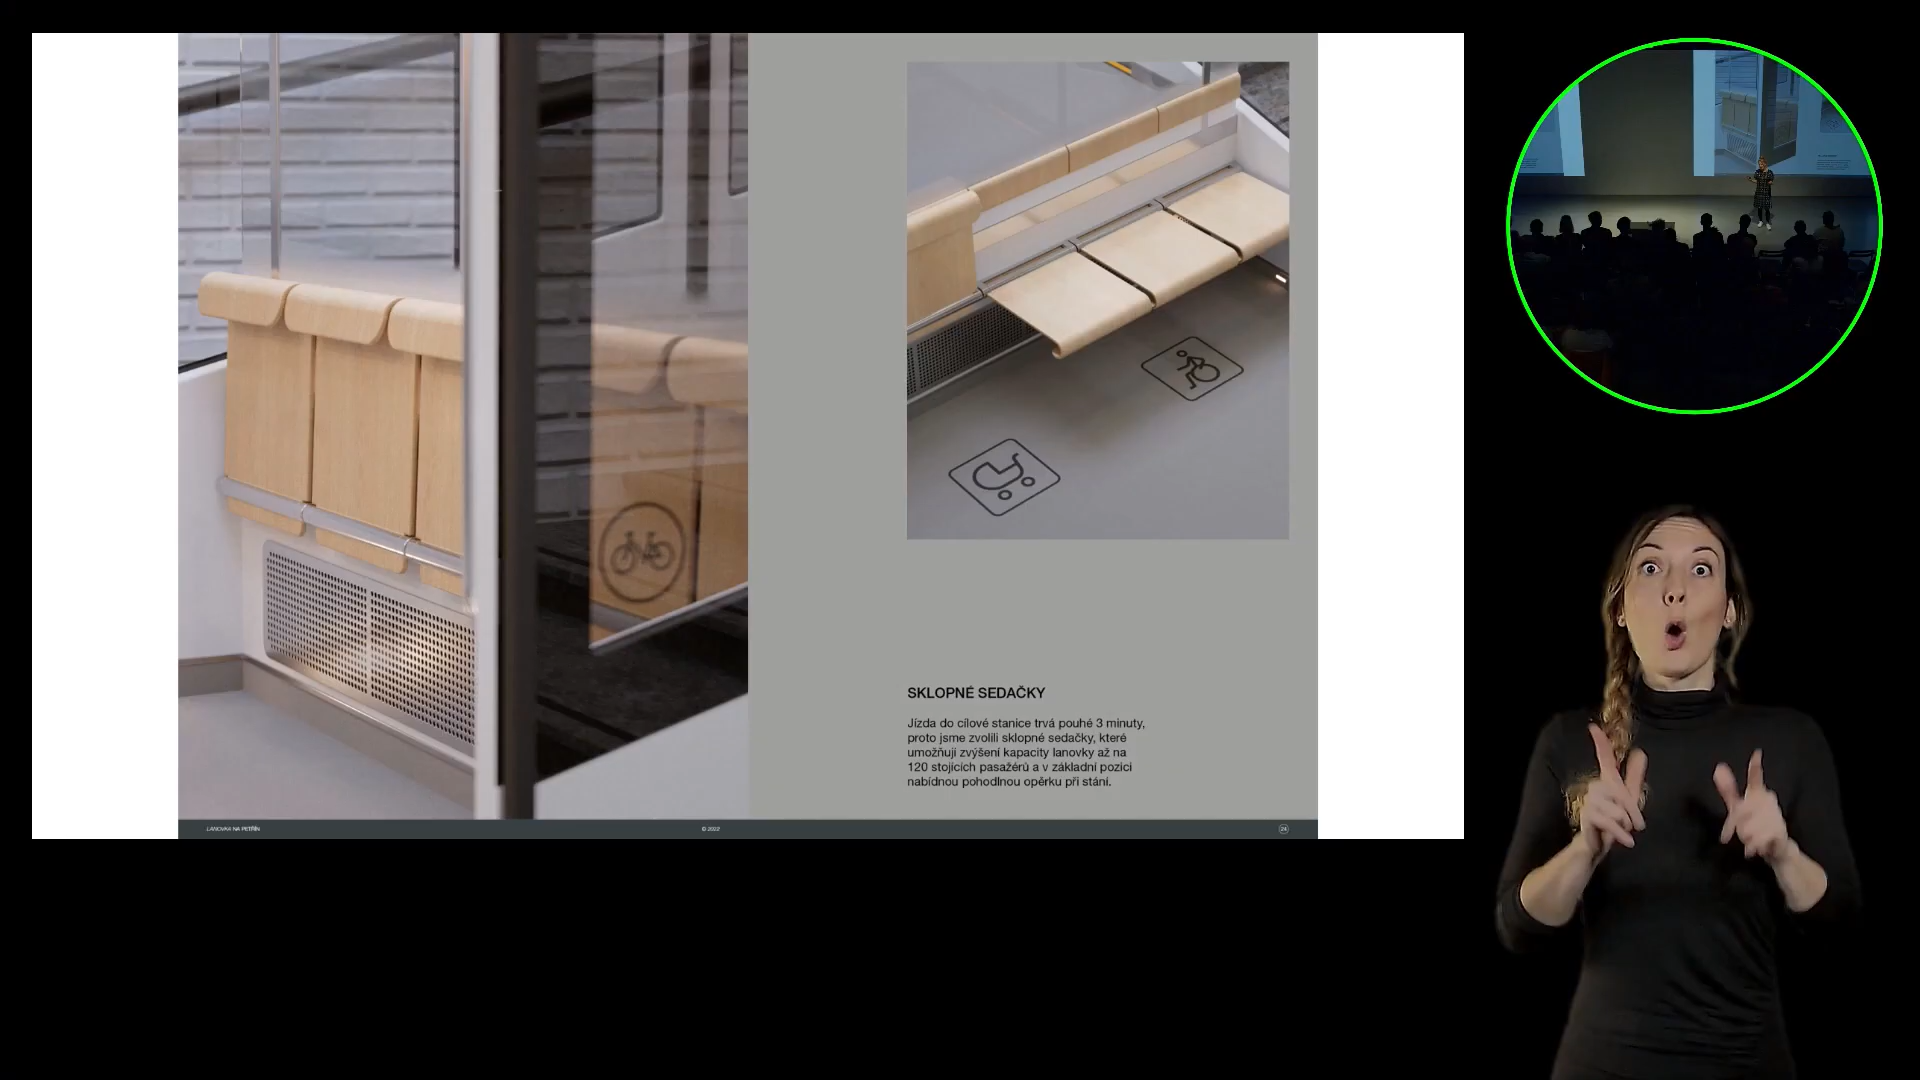 SKLOPNÉ SEDAČKY
Jízda do cílové stanice trvá pouhé 3 minuty,
proto jsme zvolili sklopné sedačky, které
umožňují zvýšení kapacity lanovky až na
120 stojících pasažérů a v základní pozici
nabídnou pohodlnou opěrku při stání.
LANOVKA NA PETŘÍN
© 2022
24